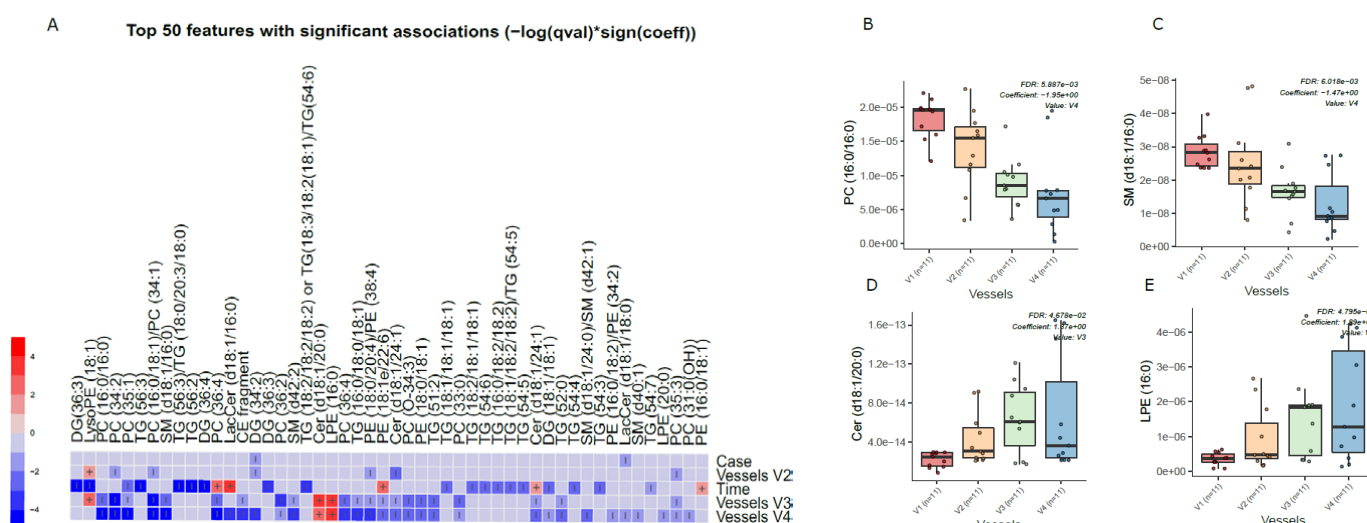 A
Top 50 features with significant associations (−log(qval)*sign(coeff))
4
2
0
−2
−4
DG(36:3)
LysoPE (18:1)
PC (16:0/16:0)
PC (34:2)
(35:1)
TG (56:3)
PC (16:0/18:1)/PC (34:1)
SM (d18:1/16:0)
TG (56:3)/TG (18:0/20:3/18:0)
TG (56:2)
DG (36:4)
PC (36:4)
LacCer (d18:1/16:0)
CE fragment
DG (34:2)
DG (36:3)
(36:2)
SM (d42:2)
TG (18:2/18:2/18:2) or TG(18:3/18:2(18:1)/TG(54:6)
Cer (d18:1/20:0)
LPE (16:0)
PC (36:4)
TG (16:0/18:1)
PE (18:0/20:4)/PE (38:4)
PE (18:1e/22:6)
Cer (d18:1/24:1)
PC (O-34:3)
PE (18:0/18:1)
TG (51:2)
TG (18:1/18:1/18:1)
PC (33:0)
TG (18:2/18:1/18:1)
TG (54:6)
TG (16:0/18:2/18:2)
TG (18:1/18:2/18:2)/TG (54:5)
TG (54:5)
Cer (d18:1/24:1)
DG (18:1/18:1)
(52:0)
TG (54:4)
SM (d18:1/24:0)/SM (d42:1)
TG (54:3)
PE (16:0/18:2)/PE (34:2)
LacCer (d18:1/18:0)
SM (d40:1)
TG (54:7)
LPE (20:0)
PC (35:3)
PC (31:0(OH))
PE (16:0/18:1)
Case
Vessels V2
Time
Vessels V3
Vessels V4
B
FDR: 5.887e−03
Coefficient: −1.95e+00
Value: V4
PC (16:0/16:0)
2.0e−05
1.5e−05
1.0e−05
5.0e−06
0.0e+00
V1 (n=11)
V2 (n=11)
V3 (n=11)
V4 (n=11)
Vessels
C
FDR: 6.018e−03
Coefficient: −1.47e+00
Value: V4
SM (d18:1/16:0)
5e−08
4e−08
3e−08
2e−08
1e−08
0e+00
V1 (n=11)
V2 (n=11)
V3 (n=11)
V4 (n=11)
Vessels
D
FDR: 4.678e−02
Value: V3
Cer (d18:1/20:0)
1.6e−13
1.2e−13
8.0e−14
4.0e−14
V1 (n=11)
V2 (n=11)
V3 (n=11)
V4 (n=11)
Vessels
E
FDR: 4.795e−
LPE (16:0)
4e−06
3e−06
2e−06
1e−06
0e+00
V1 (n=11)
V2 (n=11)
V3 (n=11)
V4 (n=11)
Vessels